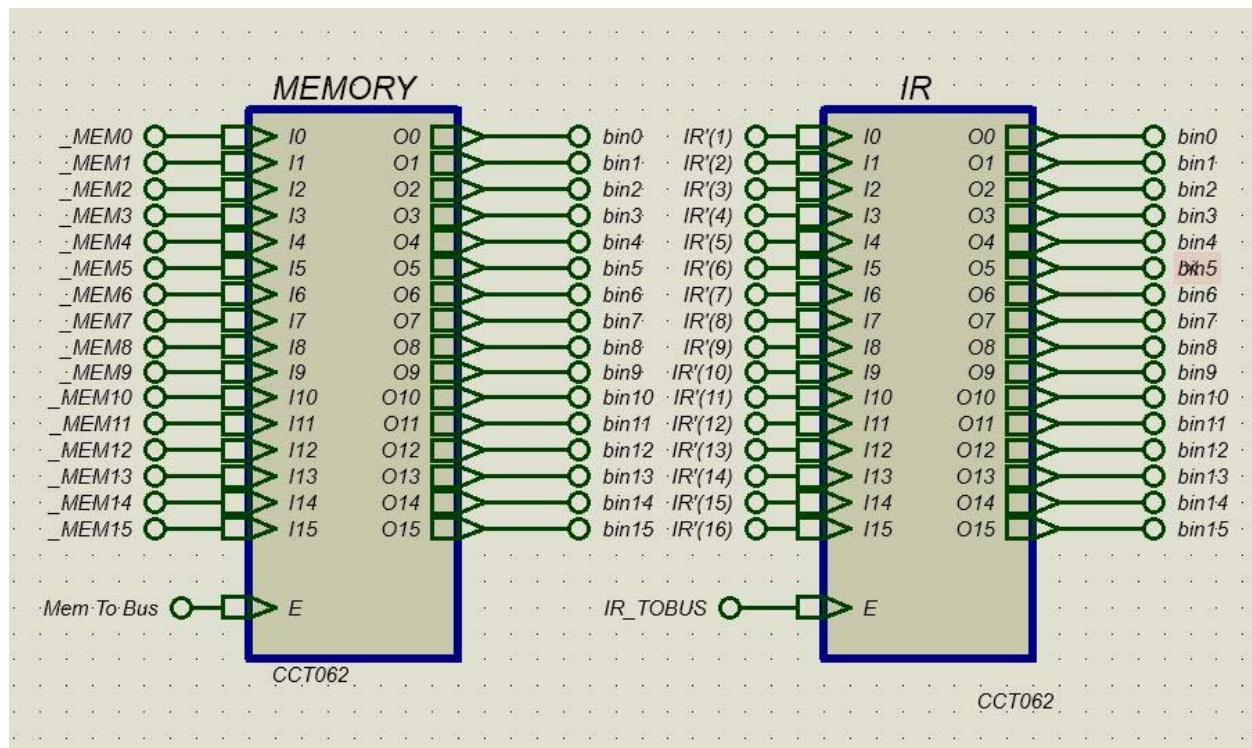 MEMORY IR
_MEM0 I0 O0 bin0 IR'(1) I0 O0 bin0
_MEM1 I1 O1 bin1 IR'(2) I1 O1 bin1
_MEM2 I2 O2 bin2 IR'(3) I2 O2 bin2
_MEM3 I3 O3 bin3 IR'(4) I3 O3 bin3
_MEM4 I4 O4 bin4 IR'(5) I4 O4 bin4
_MEM5 I5 O5 bin5 IR'(6) I5 O5 bin5
_MEM6 I6 O6 bin6 IR'(7) I6 O6 bin6
_MEM7 I7 O7 bin7 IR'(8) I7 O7 bin7
_MEM8 I8 O8 bin8 IR'(9) I8 O8 bin8
_MEM9 I9 O9 bin9 IR'(10) I9 O9 bin9
_MEM10 I10 O10 bin10 IR'(11) I10 O10 bin10
_MEM11 I11 O11 bin11 IR'(12) I11 O11 bin11
_MEM12 I12 O12 bin12 IR'(13) I12 O12 bin12
_MEM13 I13 O13 bin13 IR'(14) I13 O13 bin13
_MEM14 I14 O14 bin14 IR'(15) I14 O14 bin14
_MEM15 I15 O15 bin15 IR'(16) I15 O15 bin15
Mem To Bus E IR_TOBUS E
CCT062
CCT062